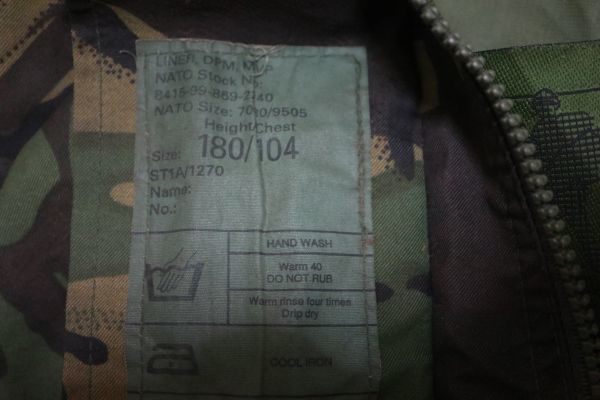 LINER, DPM, MVP
NATO Stock No:
8415-99-869-2140
NATO Size: 7080/9505
Height/Chest
Size: 180/104
ST1A/1270
Name:
No.:
HAND WASH
Warm 40
DO NOT RUB
Warm rinse four times
Drip dry
COOL IRON